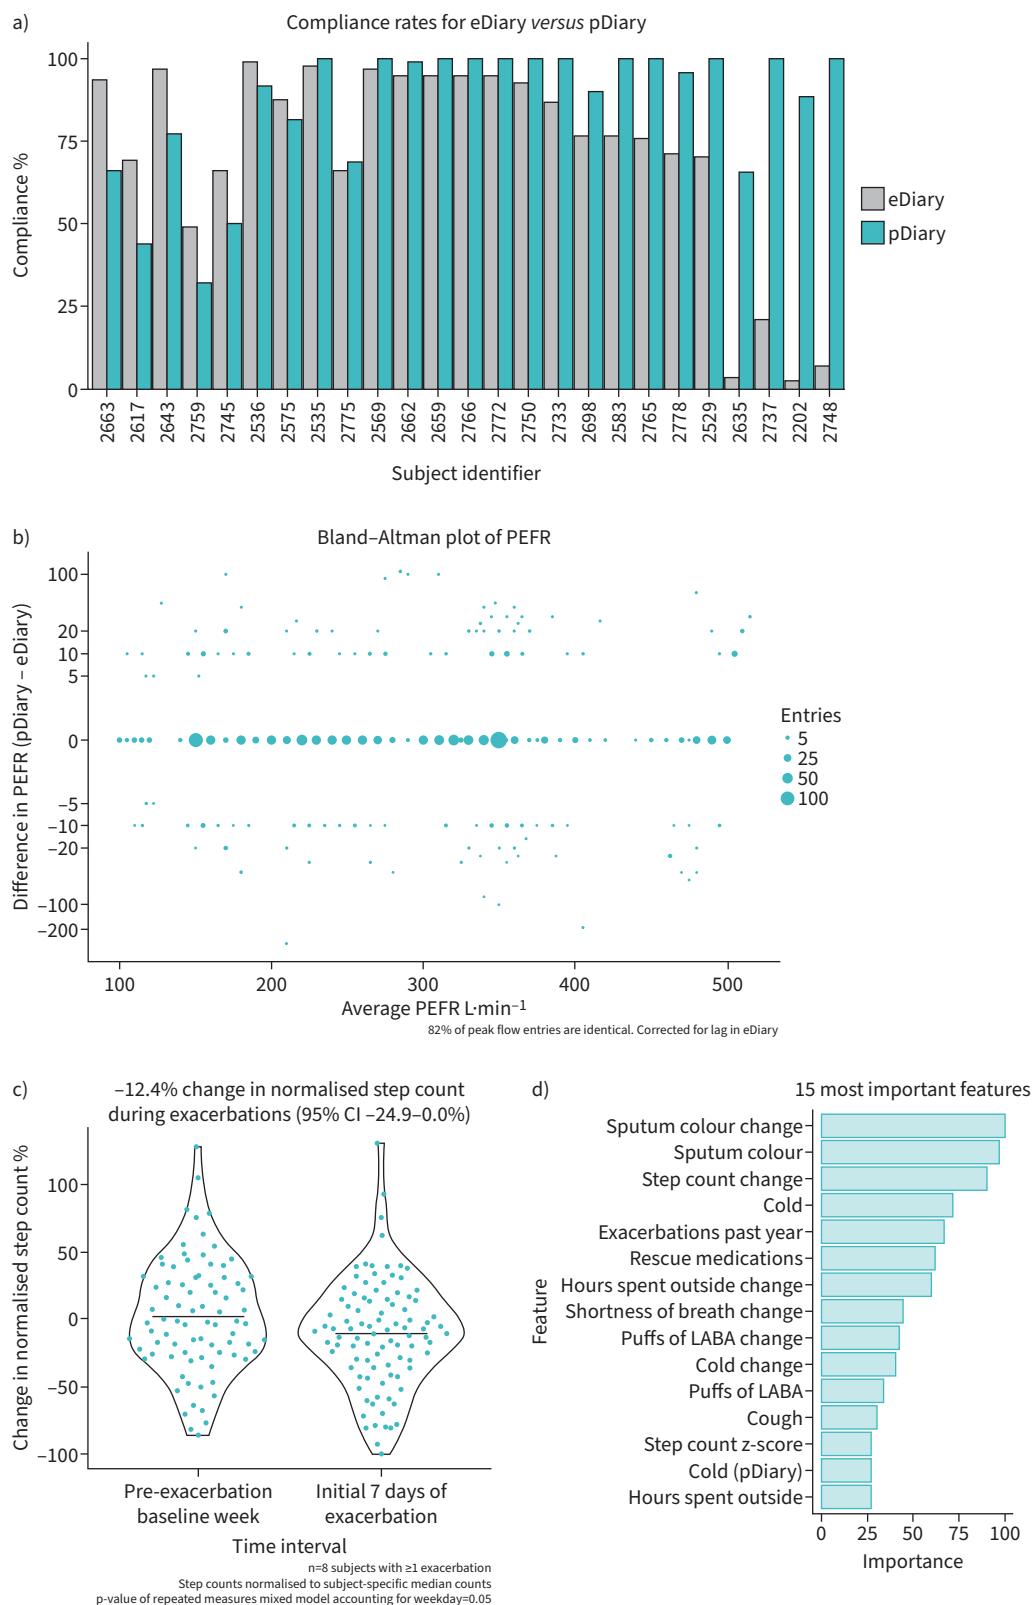 a)
Compliance rates for eDiary versus pDiary
Compliance %
100
75
50
25
0
2663 2617 2643 2759 2745 2536 2575 2535 2775 2569 2662 2659 2766 2772 2750 2733 2698 2583 2765 2778 2529 2635 2737 2202 2748
Subject identifier
eDiary
pDiary
b)
Bland–Altman plot of PEFR
Difference in PEFR (pDiary – eDiary)
100
20
10
5
0
–5
–10
–20
–100
–200
100 200 300 400 500
Average PEFR L·min–1
82% of peak flow entries are identical. Corrected for lag in eDiary
Entries
5
25
50
100
c)
–12.4% change in normalised step count
during exacerbations (95% CI –24.9–0.0%)
Change in normalised step count %
100
50
0
–50
–100
Pre-exacerbation
baseline week
Initial 7 days of
exacerbation
Time interval
n=8 subjects with ≥1 exacerbation
Step counts normalised to subject-specific median counts
p-value of repeated measures mixed model accounting for weekday=0.05
d)
15 most important features
Feature
Sputum colour change
Sputum colour
Step count change
Cold
Exacerbations past year
Rescue medications
Hours spent outside change
Shortness of breath change
Puffs of LABA change
Cold change
Puffs of LABA
Cough
Step count z-score
Cold (pDiary)
Hours spent outside
0 25 50 75 100
Importance